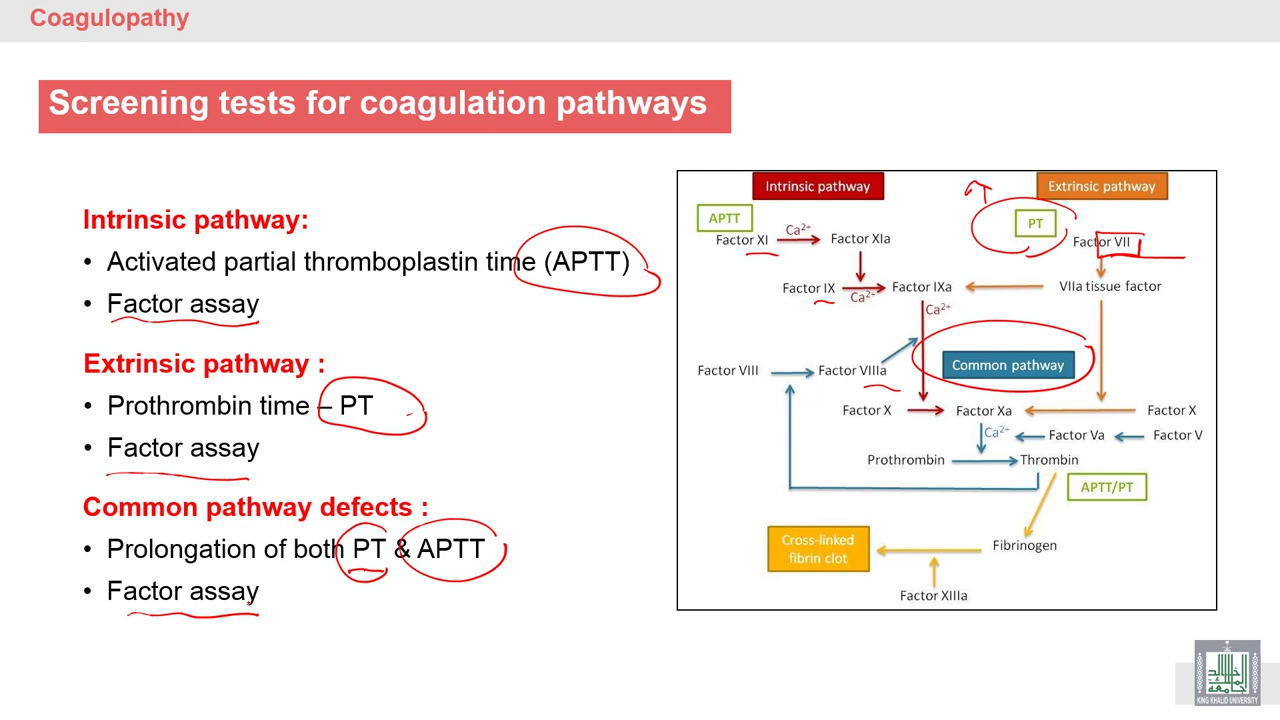 Coagulopathy
Screening tests for coagulation pathways
Intrinsic pathway:
• Activated partial thromboplastin time (APTT)
• Factor assay
Extrinsic pathway :
• Prothrombin time – PT
• Factor assay
Common pathway defects :
• Prolongation of both PT & APTT
• Factor assay
Intrinsic pathway
Extrinsic pathway
APTT
PT
Factor XI
Ca²⁺
Factor XIa
Factor VII
Factor IX
Ca²⁺
Factor IXa
VIIa tissue factor
Ca²⁺
Factor VIII
Factor VIIIa
Common pathway
Factor X
Factor Xa
Factor X
Ca²⁺
Factor Va
Factor V
Prothrombin
Thrombin
APTT/PT
Cross-linked
fibrin clot
Fibrinogen
Factor XIIIa
KING KHALID UNIVERSITY